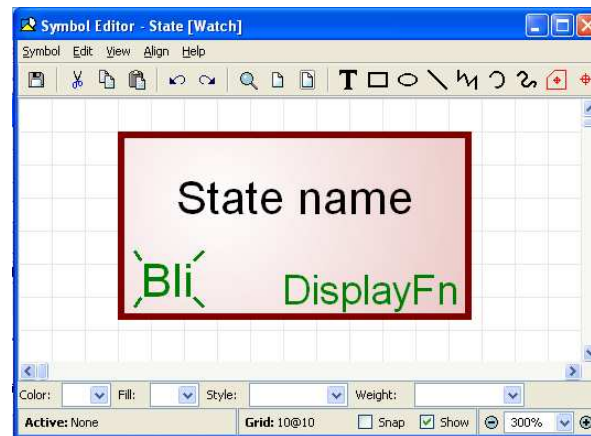 Symbol Editor - State [Watch]
Symbol Edit View Align Help
T
State name
Bli
DisplayFn
Color: Fill: Style: Weight:
Active: None Grid: 10@10 Snap Show 300%